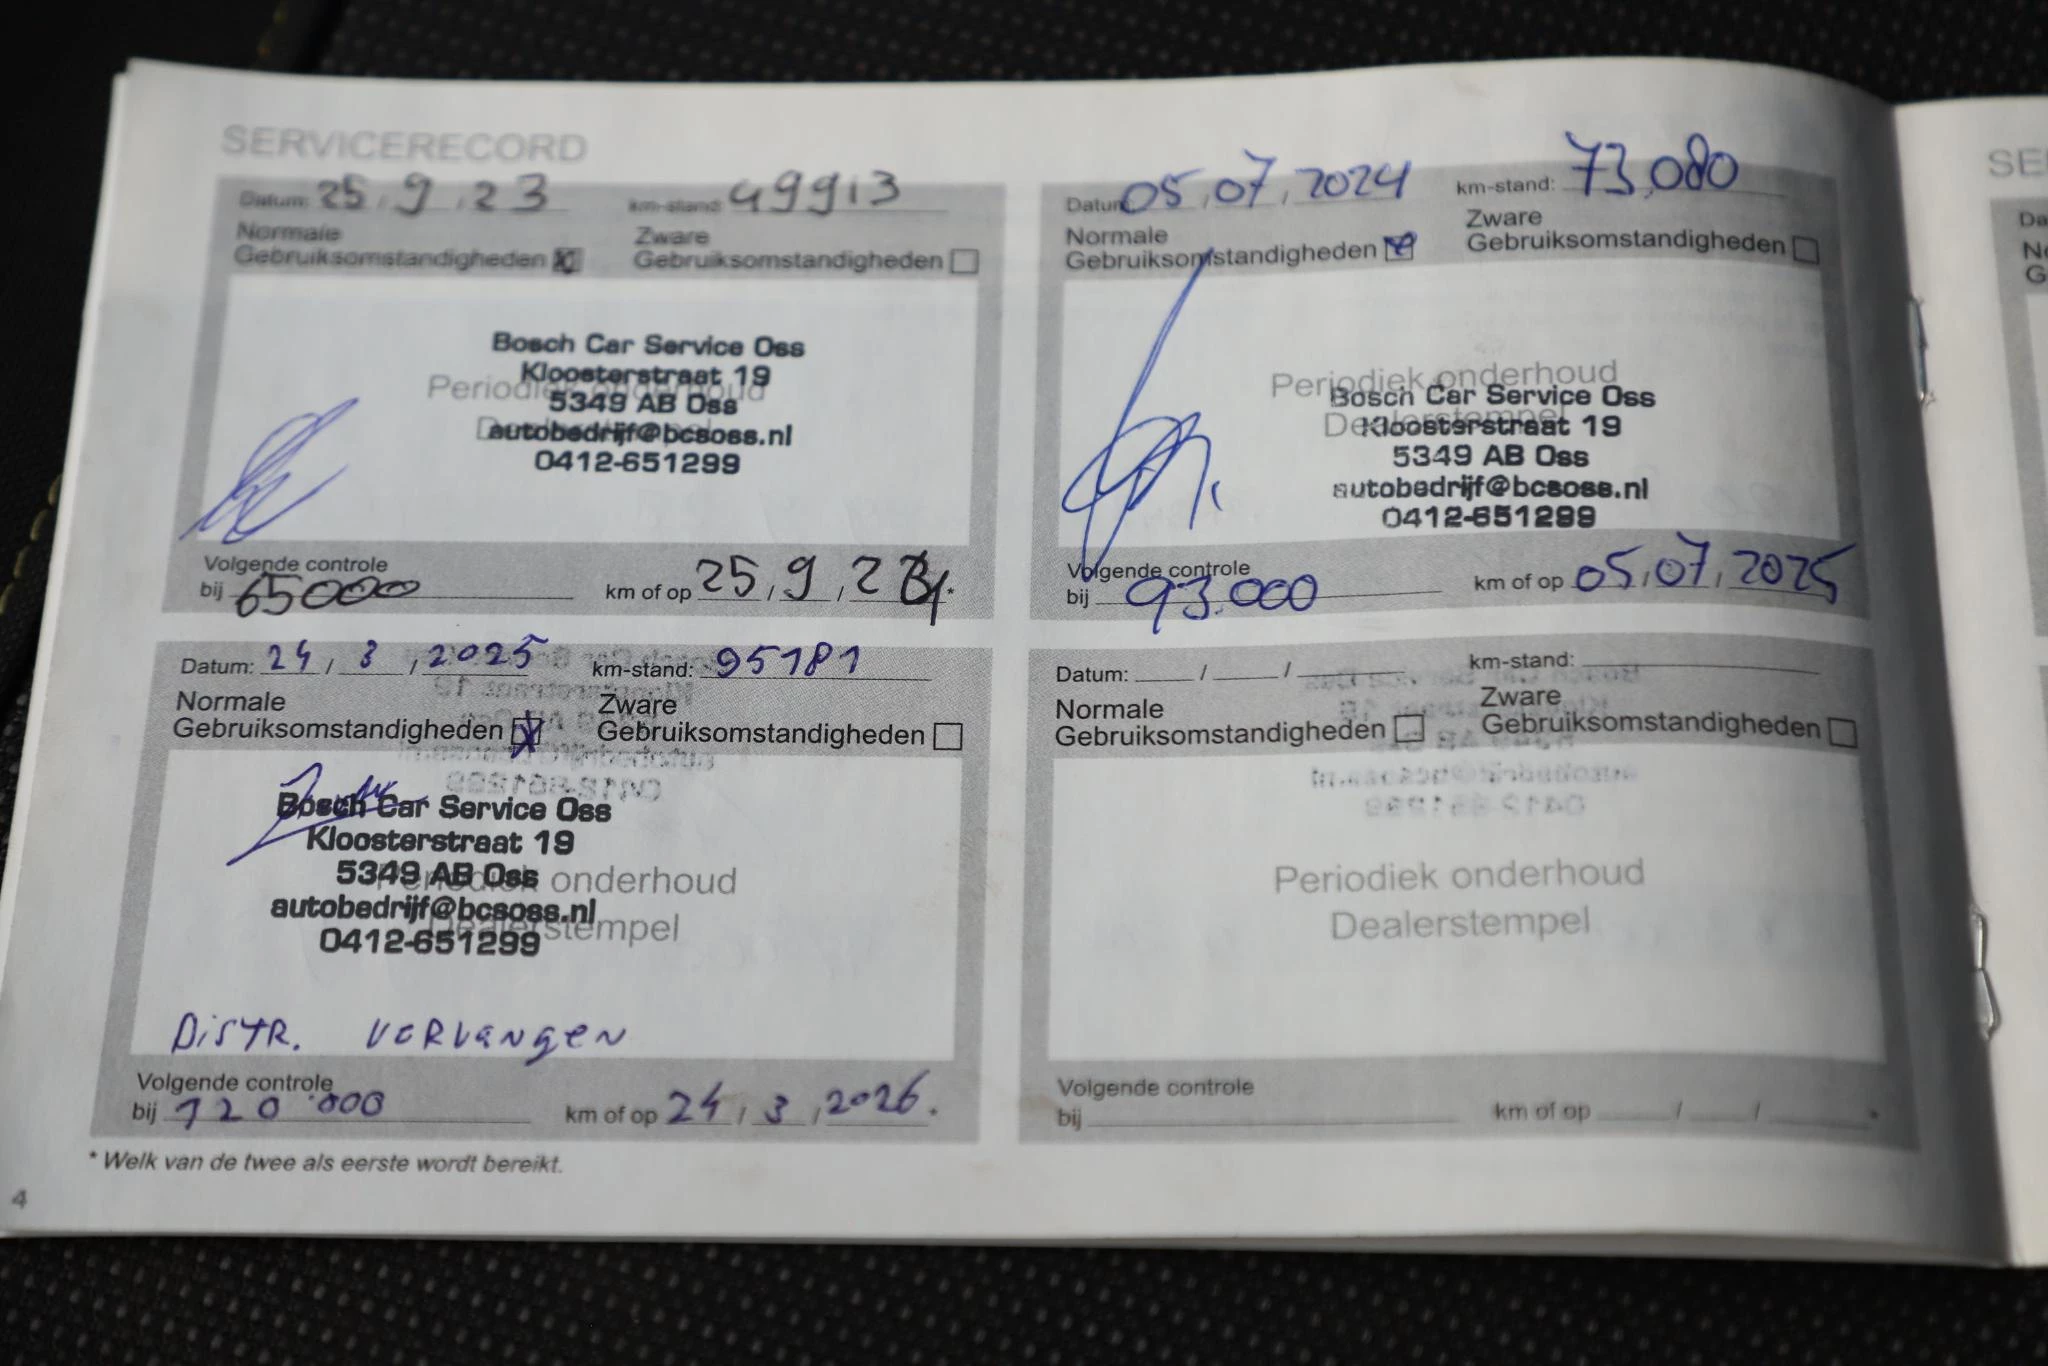 SERVICERECORD
Datum: 25 / 9 / 23 km-stand: 49913
Normale Zware
Gebruiksomstandigheden Gebruiksomstandigheden
Bosch Car Service Oss
Kloosterstraat 19
5349 AB Oss
autobedrijf@bcsoss.nl
0412-651299
Periodiek onderhoud
Dealerstempel
Volgende controle
bij 65000 km of op 25 / 9 / 24 *
Datum: 05 / 07 / 2024 km-stand: 73.080
Normale Zware
Gebruiksomstandigheden Gebruiksomstandigheden
Periodiek onderhoud
Dealerstempel
Bosch Car Service Oss
Kloosterstraat 19
5349 AB Oss
autobedrijf@bcsoss.nl
0412-651299
Volgende controle
bij 93.000 km of op 05 / 07 / 2025
Datum: 24 / 3 / 2025 km-stand: 95181
Normale Zware
Gebruiksomstandigheden Gebruiksomstandigheden
Bosch Car Service Oss
Kloosterstraat 19
5349 AB Oss
autobedrijf@bcsoss.nl
0412-651299
Periodiek onderhoud
Dealerstempel
DiSTR. VERVangen
Volgende controle
bij 120.000 km of op 24 / 3 / 2026 *
Datum: / / km-stand:
Normale Zware
Gebruiksomstandigheden Gebruiksomstandigheden
Periodiek onderhoud
Dealerstempel
Volgende controle
bij km of op / / *
* Welk van de twee als eerste wordt bereikt.
4